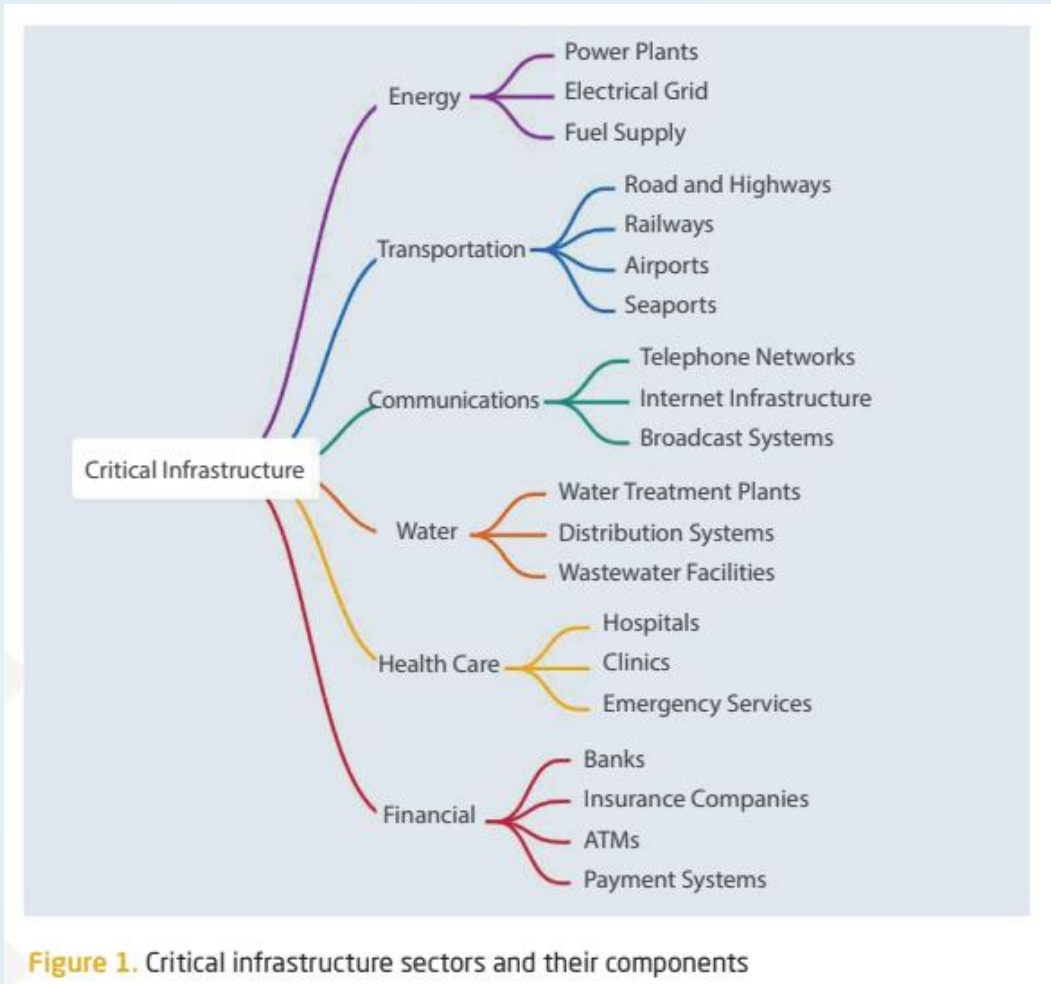 Critical Infrastructure
Energy
Power Plants
Electrical Grid
Fuel Supply
Transportation
Road and Highways
Railways
Airports
Seaports
Communications
Telephone Networks
Internet Infrastructure
Broadcast Systems
Water
Water Treatment Plants
Distribution Systems
Wastewater Facilities
Health Care
Hospitals
Clinics
Emergency Services
Financial
Banks
Insurance Companies
ATMs
Payment Systems
Figure 1. Critical infrastructure sectors and their components